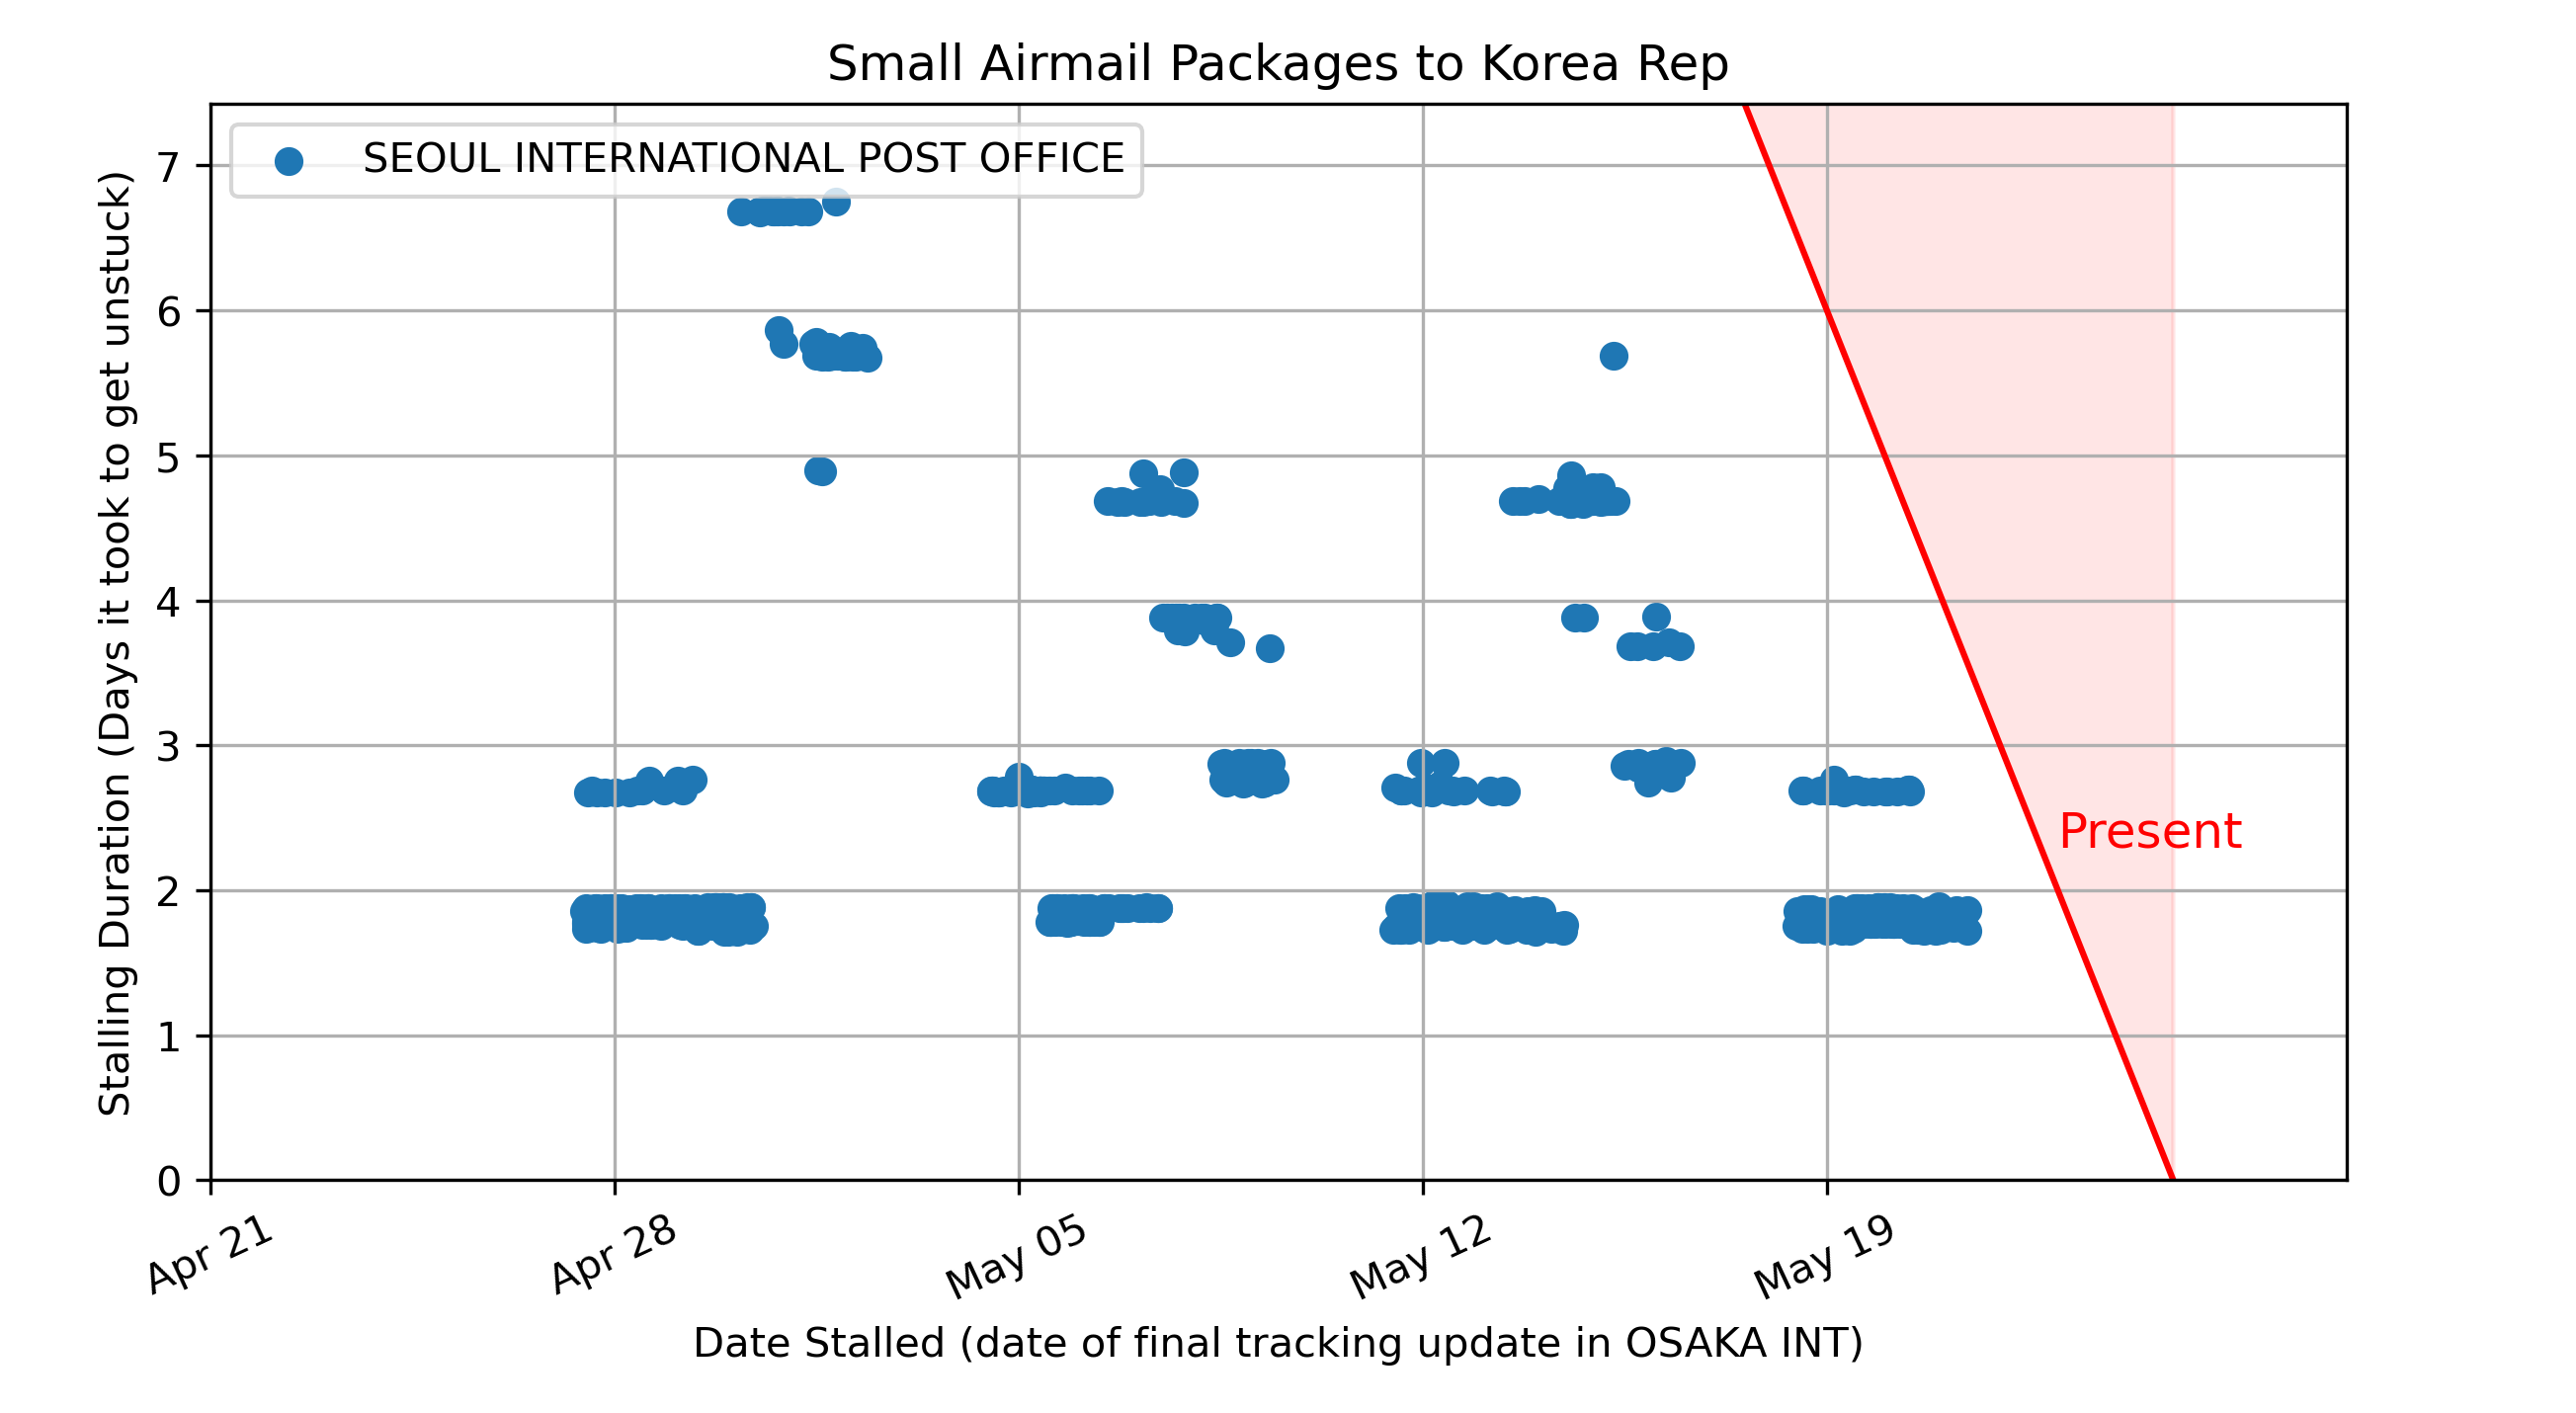 Small Airmail Packages to Korea Rep
SEOUL INTERNATIONAL POST OFFICE
Stalling Duration (Days it took to get unstuck)
7
6
5
4
3
2
1
0
Present
Apr 21
Apr 28
May 05
May 12
May 19
Date Stalled (date of final tracking update in OSAKA INT)